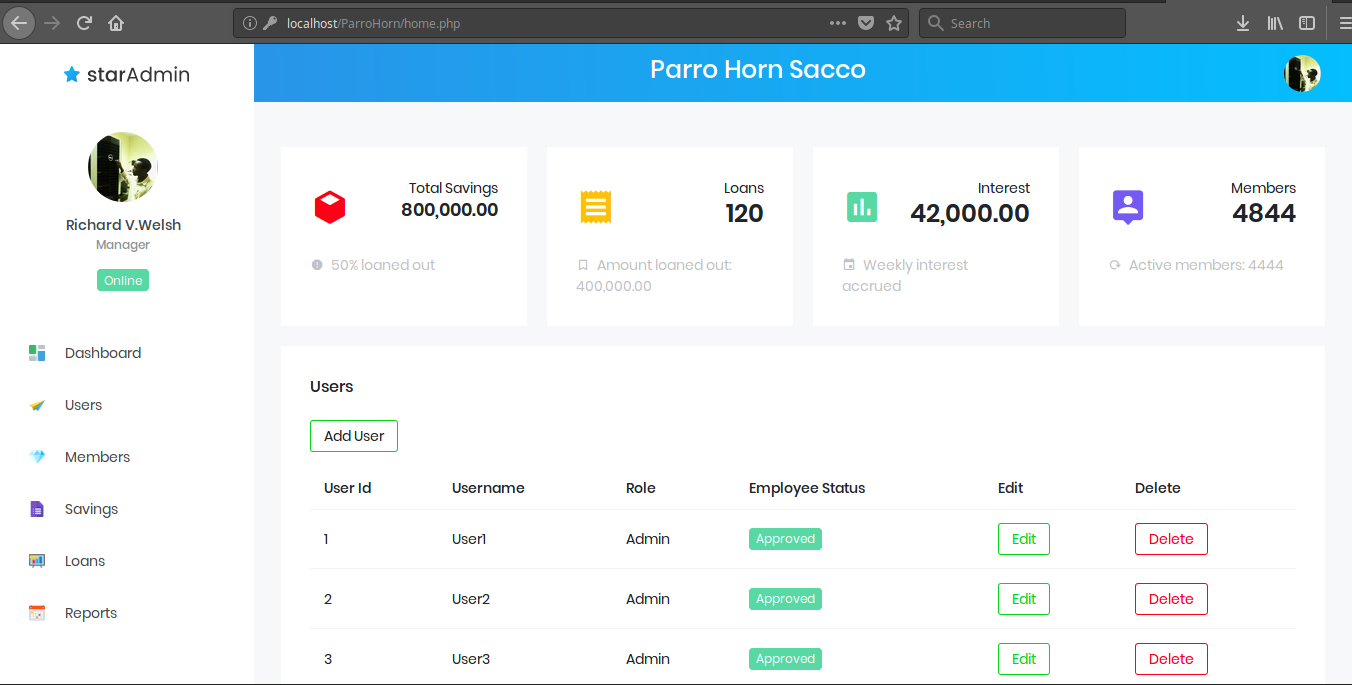 localhost/ParroHorn/home.php
Search
starAdmin
Parro Horn Sacco
Richard V.Welsh
Manager
Online
Dashboard
Users
Members
Savings
Loans
Reports
Total Savings
800,000.00
50% loaned out
Loans
120
Amount loaned out:
400,000.00
Interest
42,000.00
Weekly interest
accrued
Members
4844
Active members: 4444
Users
Add User
User Id Username Role Employee Status Edit Delete
1 User1 Admin Approved Edit Delete
2 User2 Admin Approved Edit Delete
3 User3 Admin Approved Edit Delete